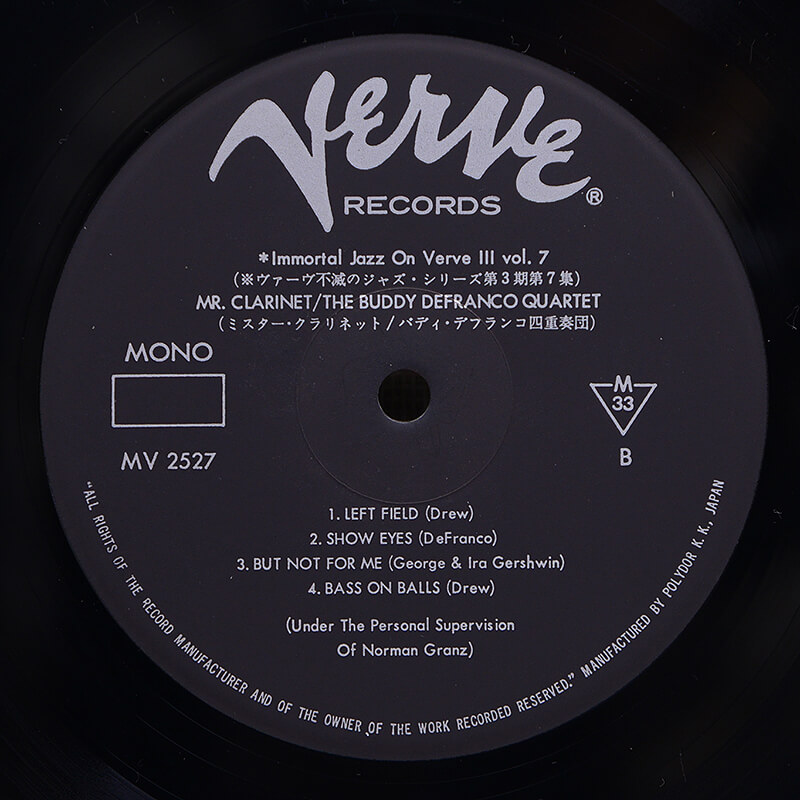 Verve
RECORDS
®
*Immortal Jazz On Verve III vol. 7
(※ヴァーヴ不滅のジャズ・シリーズ第3期第7集)
MR. CLARINET/THE BUDDY DEFRANCO QUARTET
(ミスター・クラリネット/バディ・デフランコ四重奏団)
MONO
MV 2527
M
33
B
1. LEFT FIELD (Drew)
2. SHOW EYES (DeFranco)
3. BUT NOT FOR ME (George & Ira Gershwin)
4. BASS ON BALLS (Drew)
(Under The Personal Supervision
Of Norman Granz)
"ALL RIGHTS OF THE RECORD MANUFACTURER AND OF THE OWNER OF THE WORK RECORDED RESERVED." MANUFACTURED BY POLYDOR K. K., JAPAN